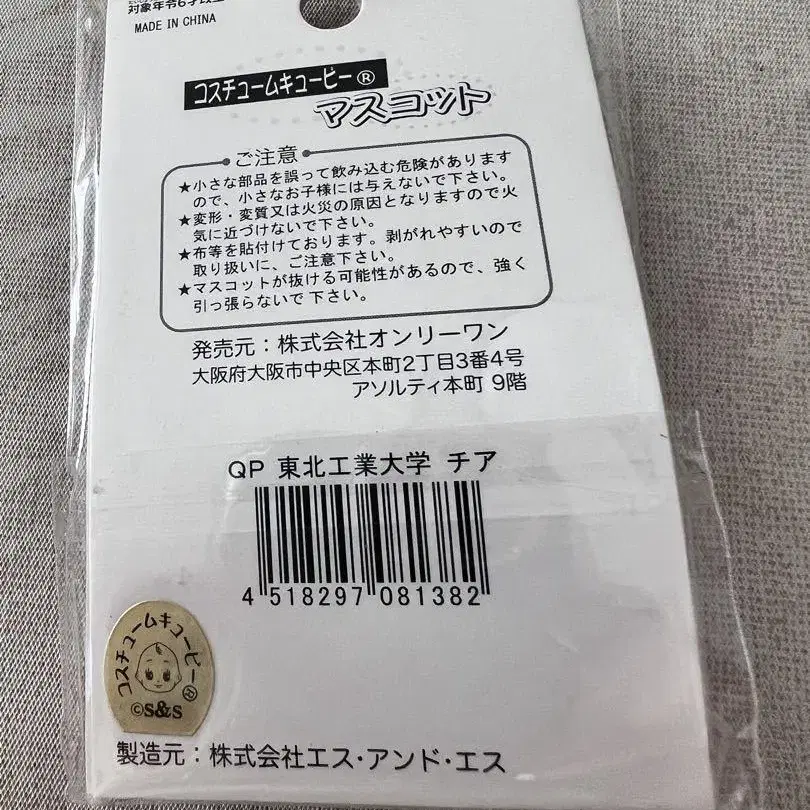 対象年令6才以上
MADE IN CHINA
コスチュームキューピー®
マスコット
ご注意
★小さな部品を誤って飲み込む危険があります
ので、小さなお子様には与えないで下さい。
★変形・変質又は火災の原因となりますので火
気に近づけないで下さい。
★布等を貼付けております。剥がれやすいので
取り扱いに、ご注意下さい。
★マスコットが抜ける可能性があるので、強く
引っ張らないで下さい。
発売元：株式会社オンリーワン
大阪府大阪市中央区本町2丁目3番4号
アソルティ本町 9階
QP 東北工業大学 チア
4 518297 081382
コスチュームキューピー®
©S&S
製造元：株式会社エス・アンド・エス